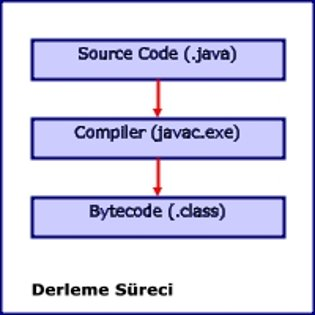 Source Code (.java)
Compiler (javac.exe)
Bytecode (.class)
Derleme Süreci